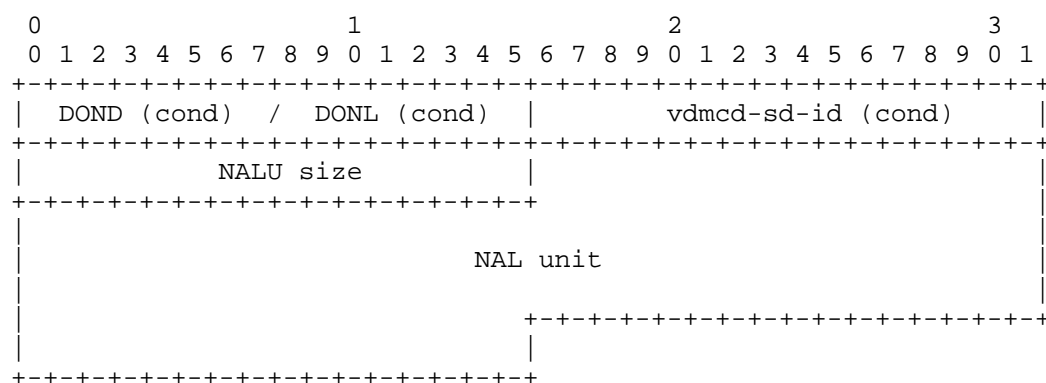 0                   1                   2                   3
0 1 2 3 4 5 6 7 8 9 0 1 2 3 4 5 6 7 8 9 0 1 2 3 4 5 6 7 8 9 0 1
+-+-+-+-+-+-+-+-+-+-+-+-+-+-+-+-+-+-+-+-+-+-+-+-+-+-+-+-+-+-+-+-+
| DOND (cond) / DONL (cond) | vdmcd-sd-id (cond) |
+-+-+-+-+-+-+-+-+-+-+-+-+-+-+-+-+-+-+-+-+-+-+-+-+-+-+-+-+-+-+-+-+
| NALU size | |
+-+-+-+-+-+-+-+-+-+-+-+-+-+-+-+-+ |
| |
| NAL unit |
| |
| +-+-+-+-+-+-+-+-+-+-+-+-+-+-+-+-+
| |
+-+-+-+-+-+-+-+-+-+-+-+-+-+-+-+-+